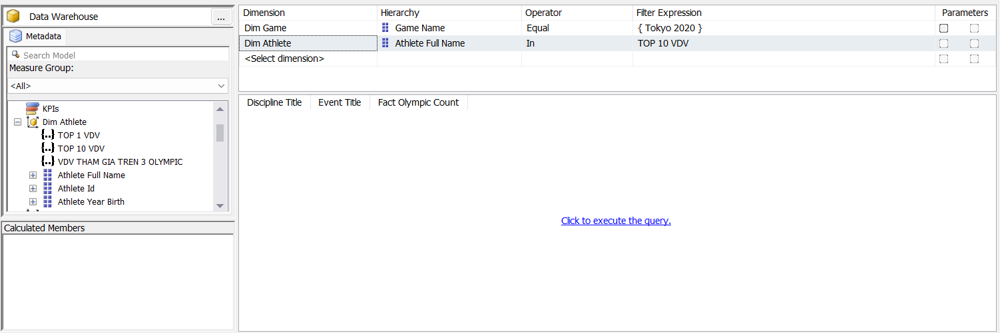 Data Warehouse
...
Metadata
Search Model
Measure Group:
<All>
KPIs
Dim Athlete
TOP 1 VDV
TOP 10 VDV
VDV THAM GIA TREN 3 OLYMPIC
Athlete Full Name
Athlete Id
Athlete Year Birth
Calculated Members
Dimension Hierarchy Operator Filter Expression Parameters
Dim Game Game Name Equal { Tokyo 2020 }
Dim Athlete Athlete Full Name In TOP 10 VDV
<Select dimension>
Discipline Title Event Title Fact Olympic Count
Click to execute the query.